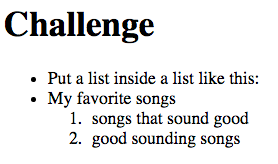 Challenge
• Put a list inside a list like this:
• My favorite songs
1. songs that sound good
2. good sounding songs